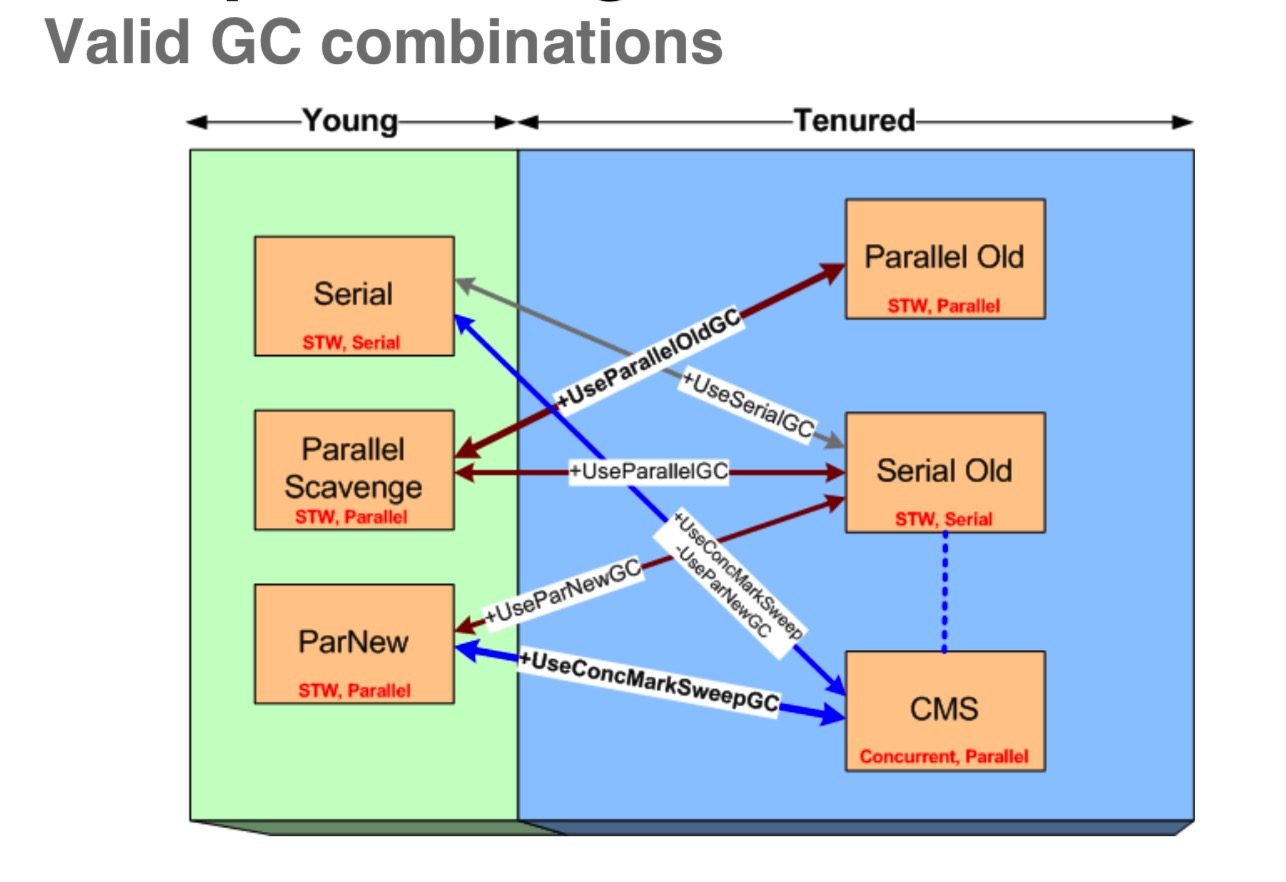 Valid GC combinations
Young
Tenured
Serial
STW, Serial
Parallel
Scavenge
STW, Parallel
ParNew
STW, Parallel
+UseParallelOldGC
+UseSerialGC
+UseParallelGC
+UseParNewGC
+UseConcMarkSweep
-UseParNewGC
+UseConcMarkSweepGC
Parallel Old
STW, Parallel
Serial Old
STW, Serial
CMS
Concurrent, Parallel